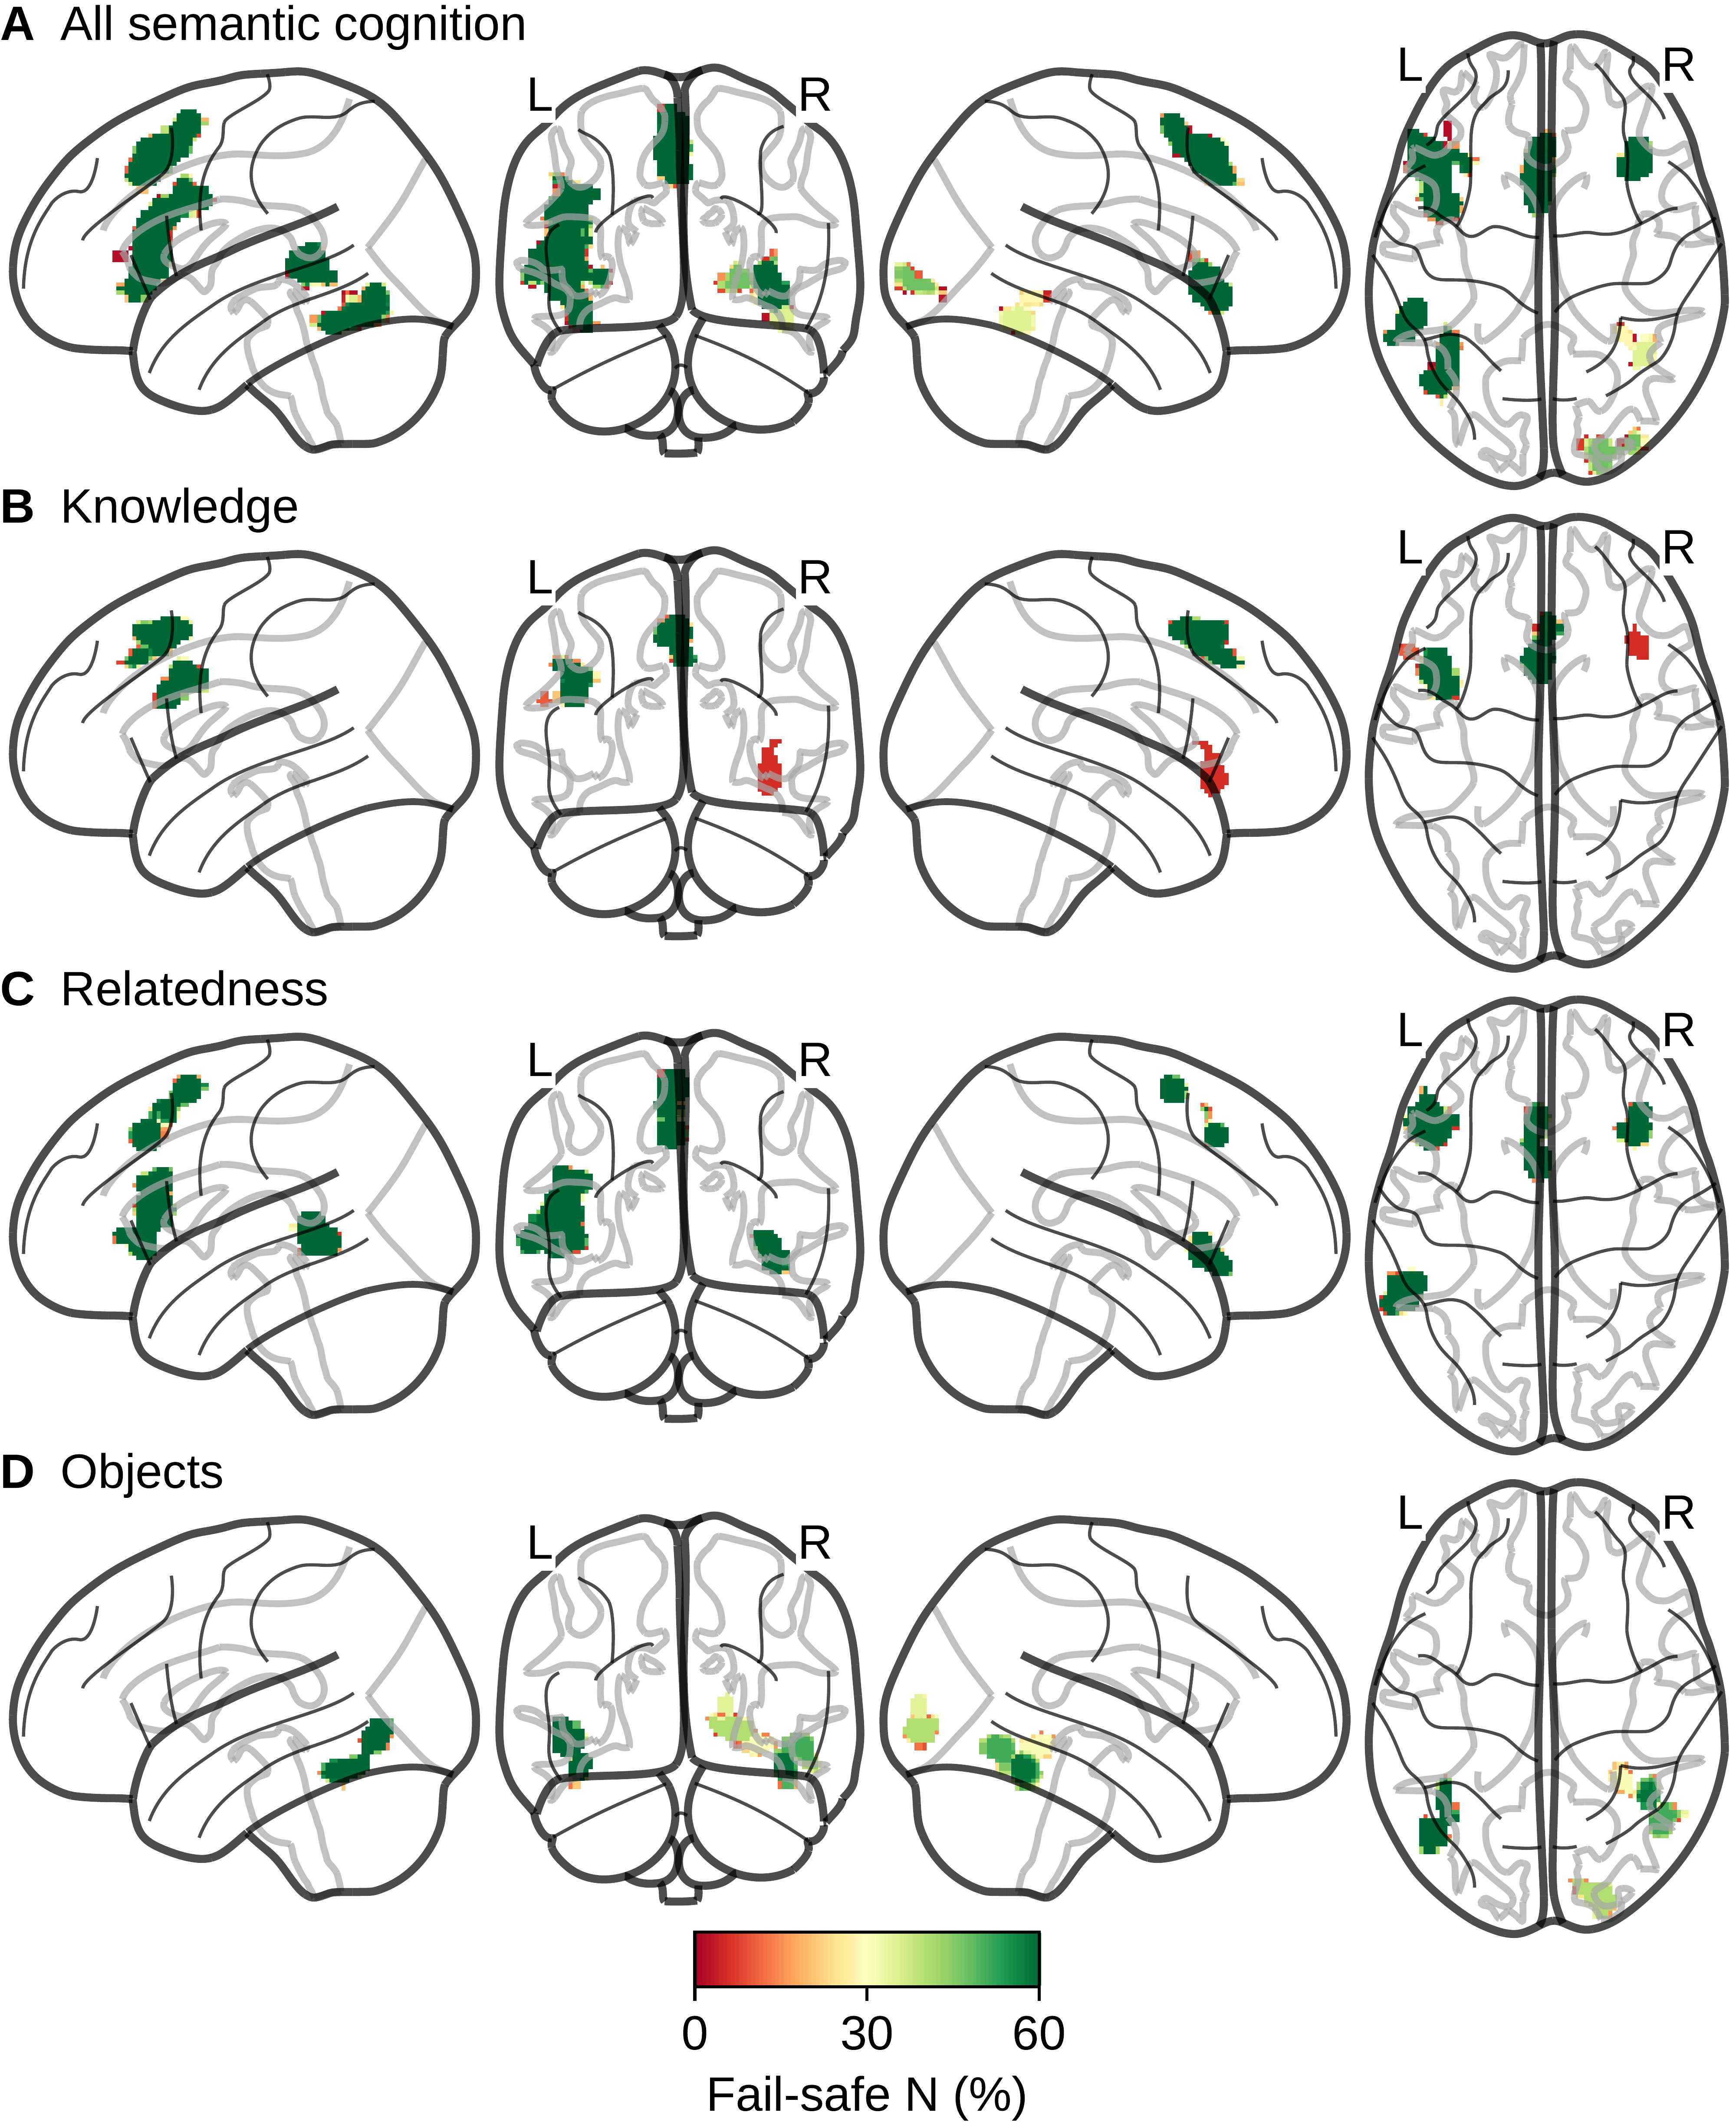 A All semantic cognition
L R L R
B Knowledge
L R L R
C Relatedness
L R L R
D Objects
L R L R
0 30 60
Fail-safe N (%)